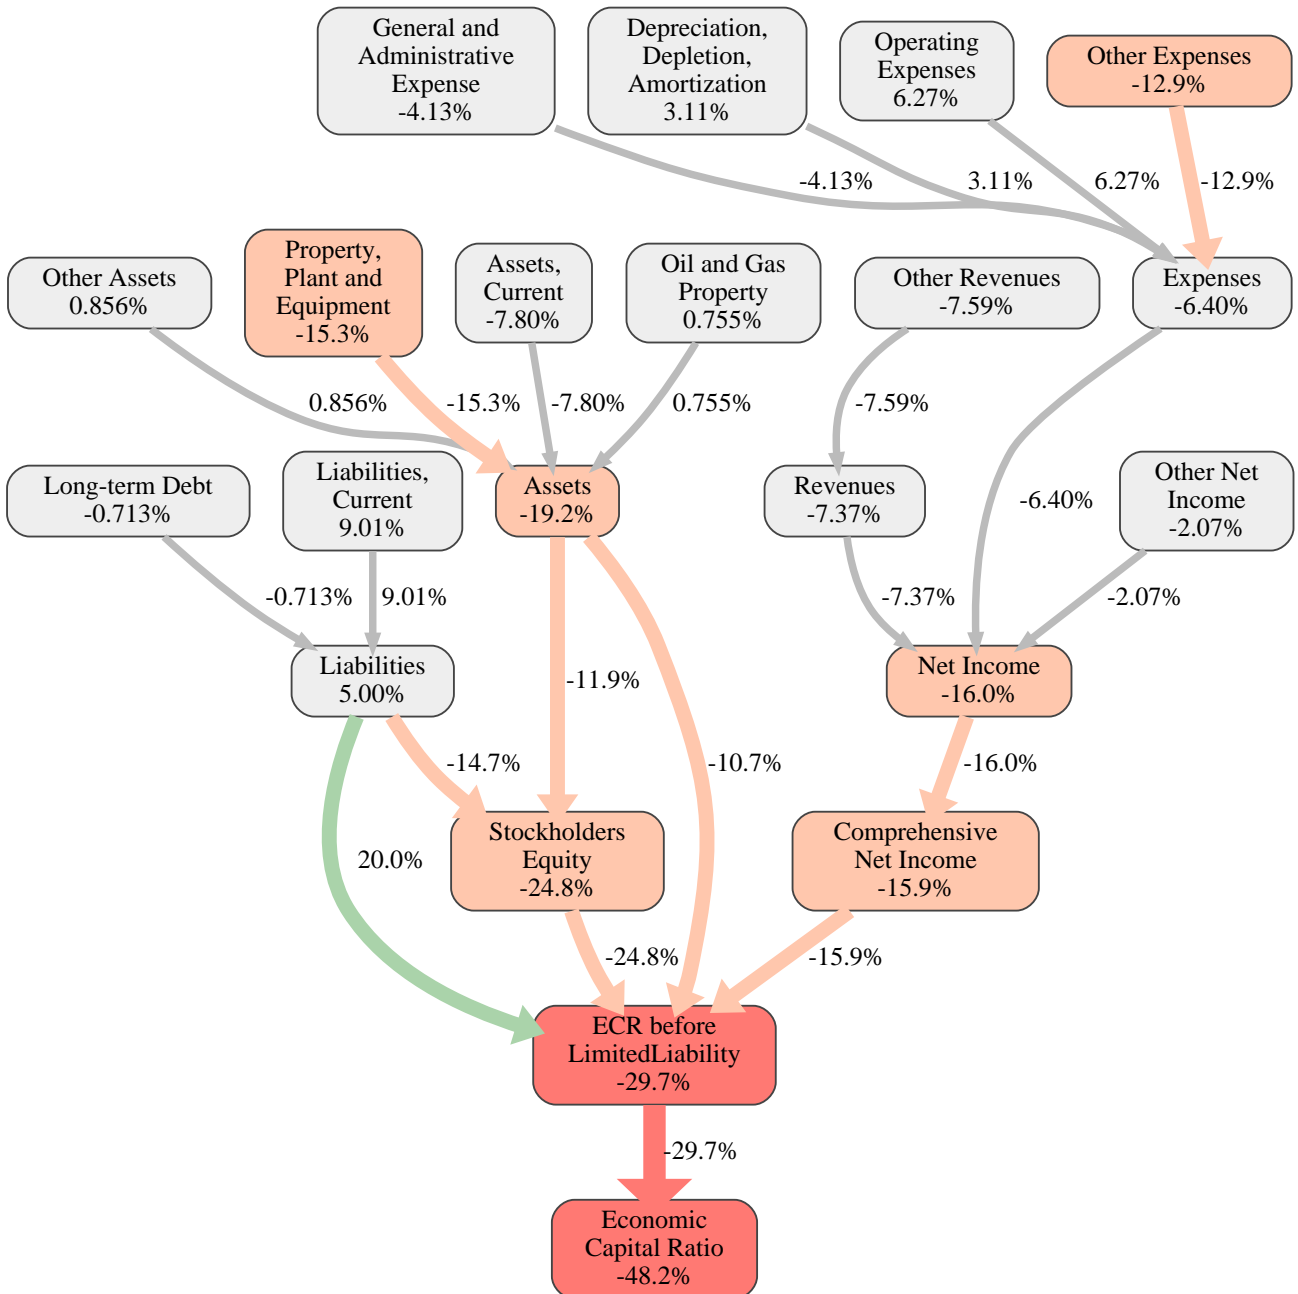 General and
Administrative
Expense
-4.13%
Depreciation,
Depletion,
Amortization
3.11%
Operating
Expenses
6.27%
Other Expenses
-12.9%
-4.13%
3.11%
6.27%
-12.9%
Other Assets
0.856%
Property,
Plant and
Equipment
-15.3%
Assets,
Current
-7.80%
Oil and Gas
Property
0.755%
Other Revenues
-7.59%
Expenses
-6.40%
0.856%
-15.3%
-7.80%
0.755%
-7.59%
-6.40%
Long-term Debt
-0.713%
Liabilities,
Current
9.01%
Assets
-19.2%
Revenues
-7.37%
Other Net
Income
-2.07%
-0.713%
9.01%
-11.9%
-7.37%
-2.07%
Liabilities
5.00%
Net Income
-16.0%
-14.7%
-10.7%
-16.0%
20.0%
Stockholders
Equity
-24.8%
Comprehensive
Net Income
-15.9%
-24.8%
-15.9%
ECR before
LimitedLiability
-29.7%
-29.7%
Economic
Capital Ratio
-48.2%